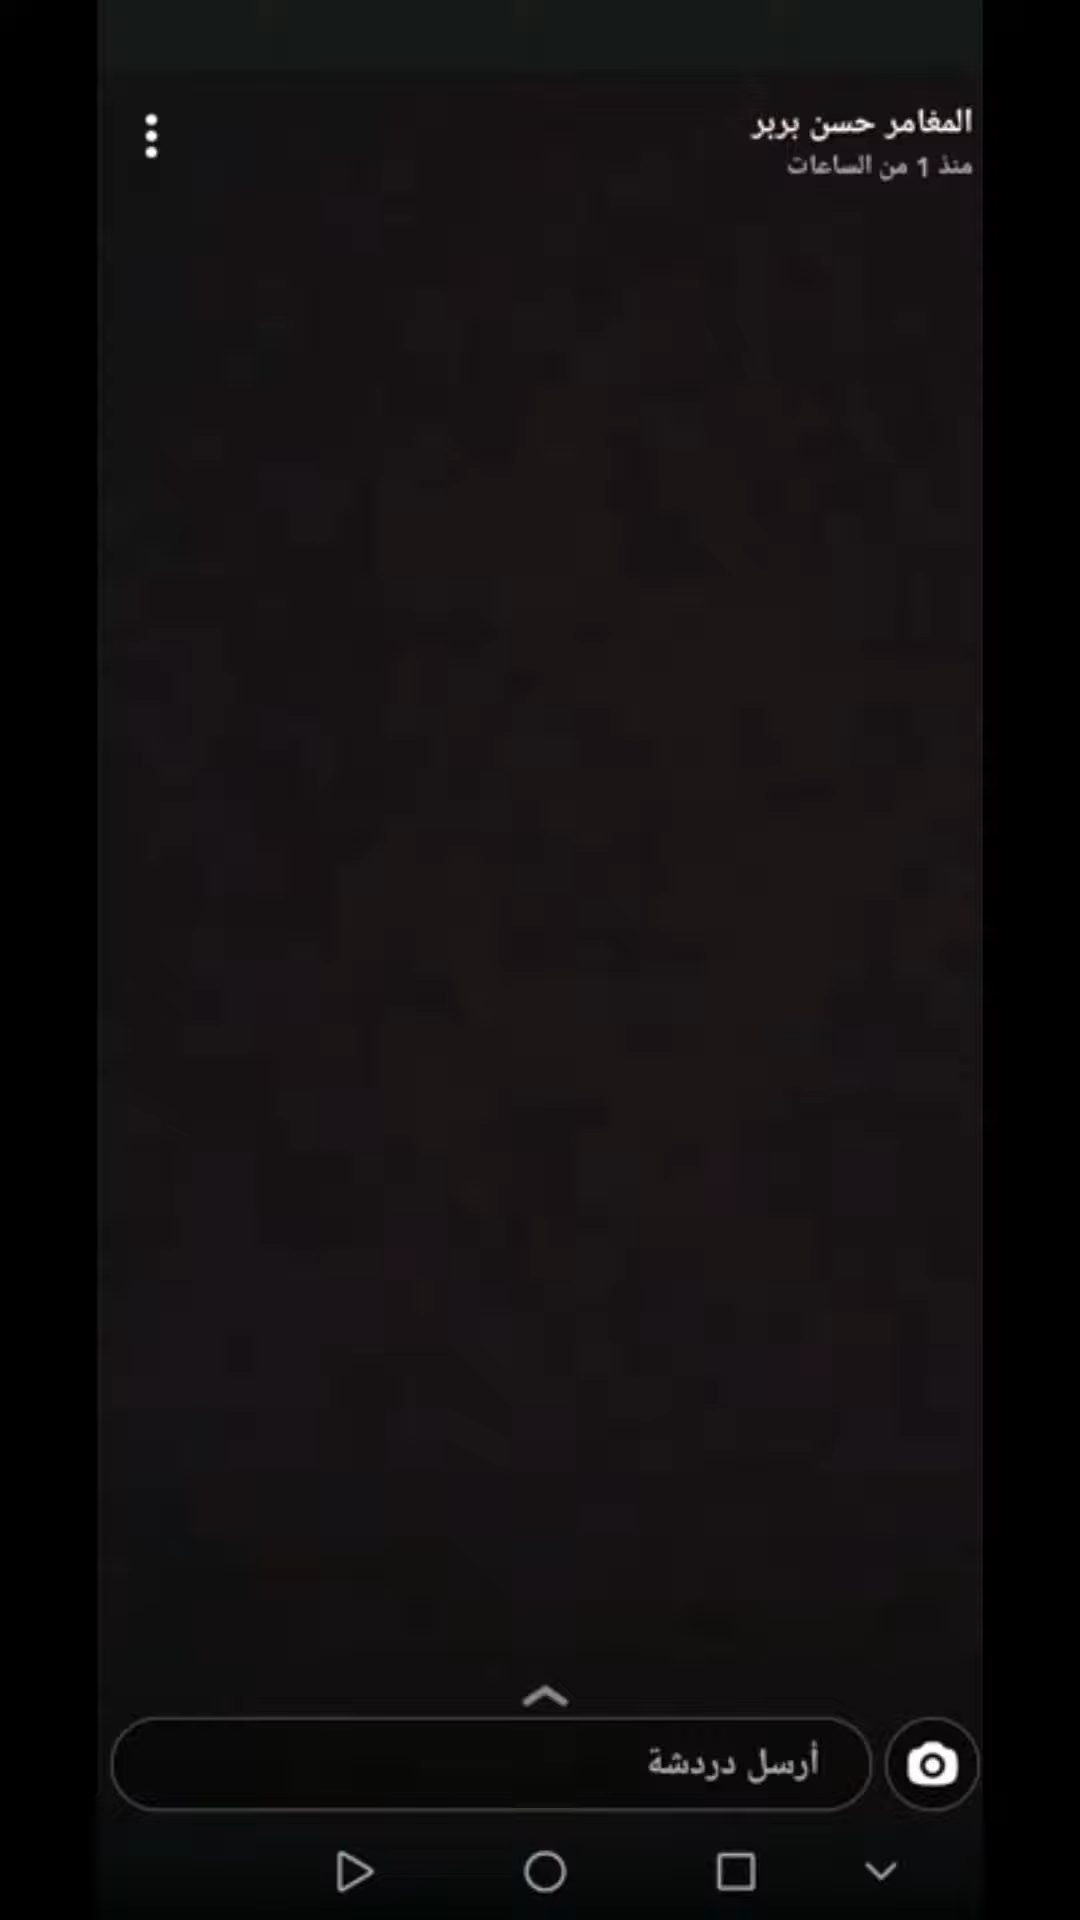 المغامر حسن بربر
منذ 1 من الساعات
أرسل دردشة